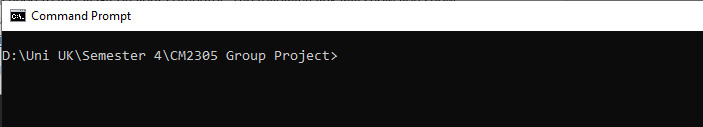 Command Prompt
D:\Uni UK\Semester 4\CM2305 Group Project>